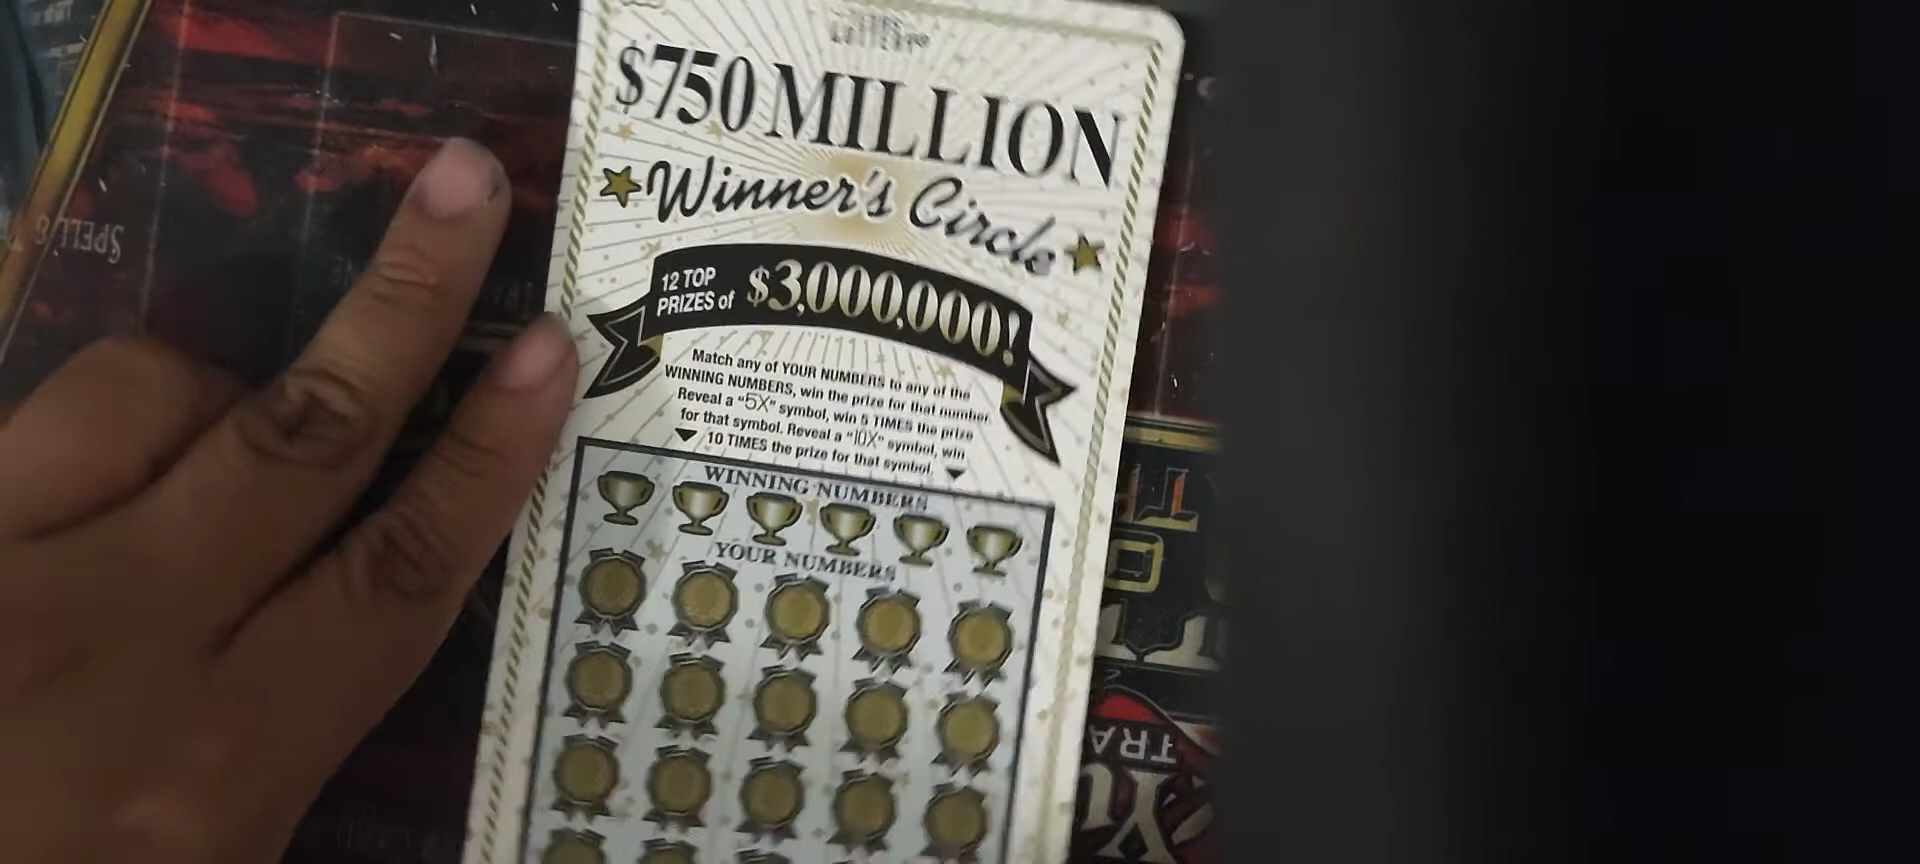 LOTTERY
$750 MILLION
Winner's Circle
12 TOP
PRIZES of $3,000,000!
Match any of YOUR NUMBERS to any of the
WINNING NUMBERS, win the prize for that number.
Reveal a "5X" symbol, win 5 TIMES the prize
for that symbol. Reveal a "10X" symbol, win
10 TIMES the prize for that symbol.
WINNING NUMBERS
YOUR NUMBERS
SPELL &